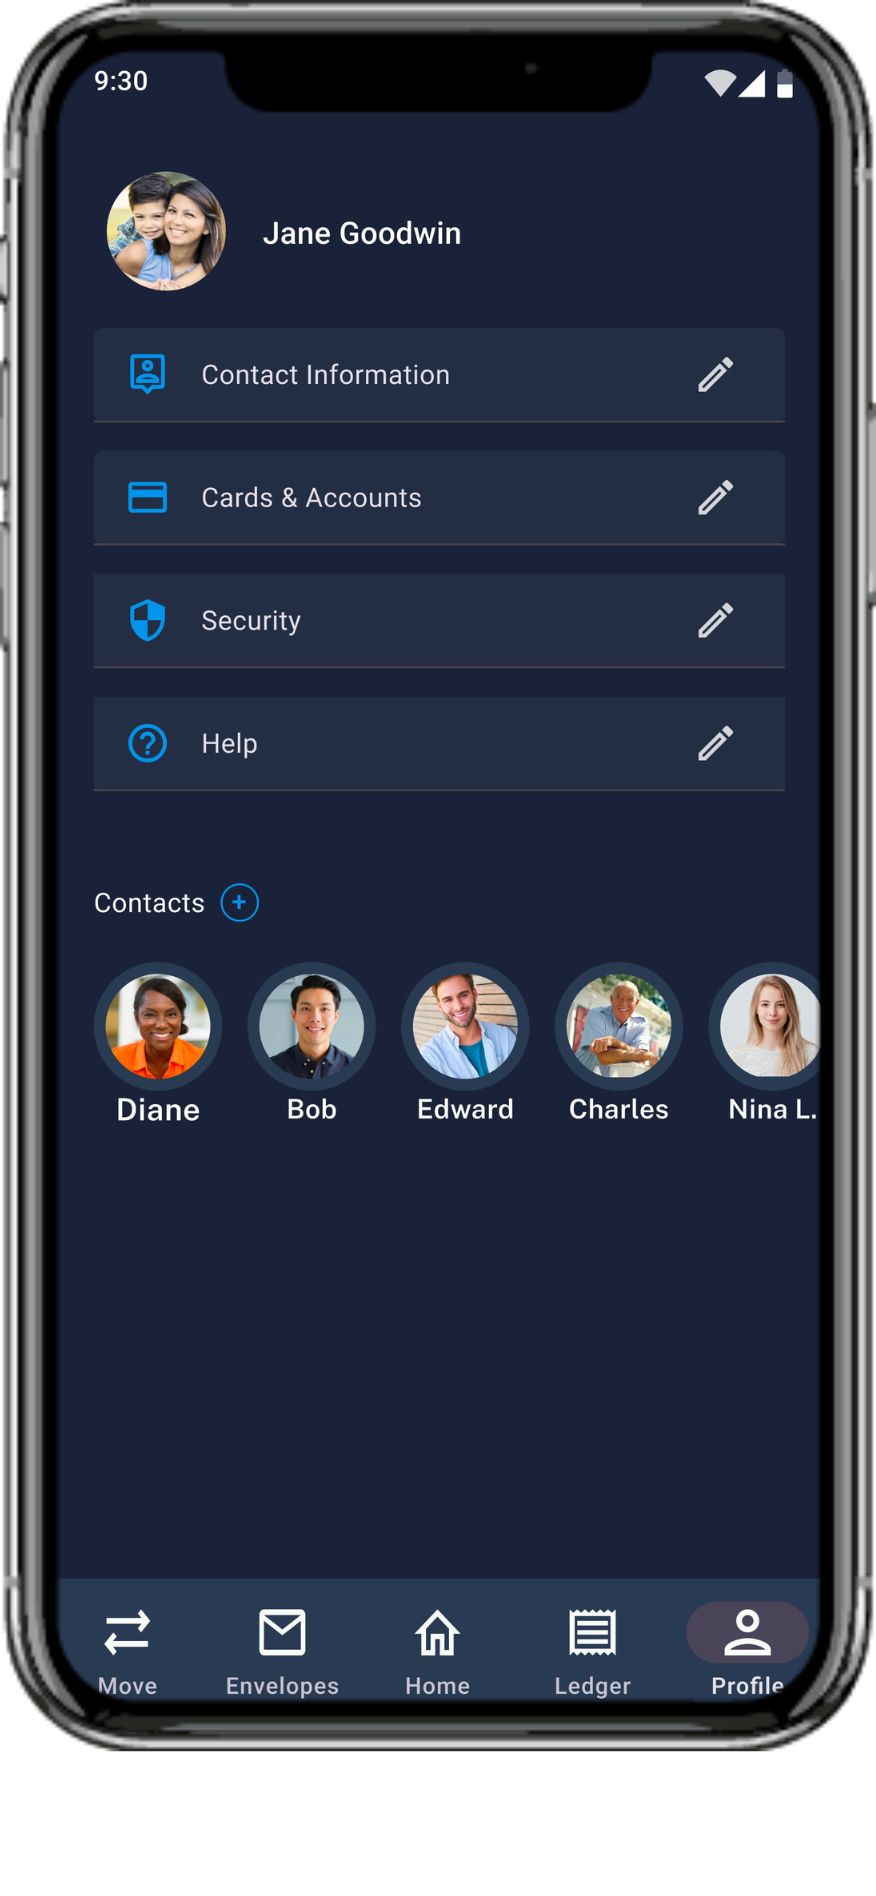 9:30
Jane Goodwin
Contact Information
Cards & Accounts
Security
Help
Contacts
Diane Bob Edward Charles Nina L.
Move Envelopes Home Ledger Profile